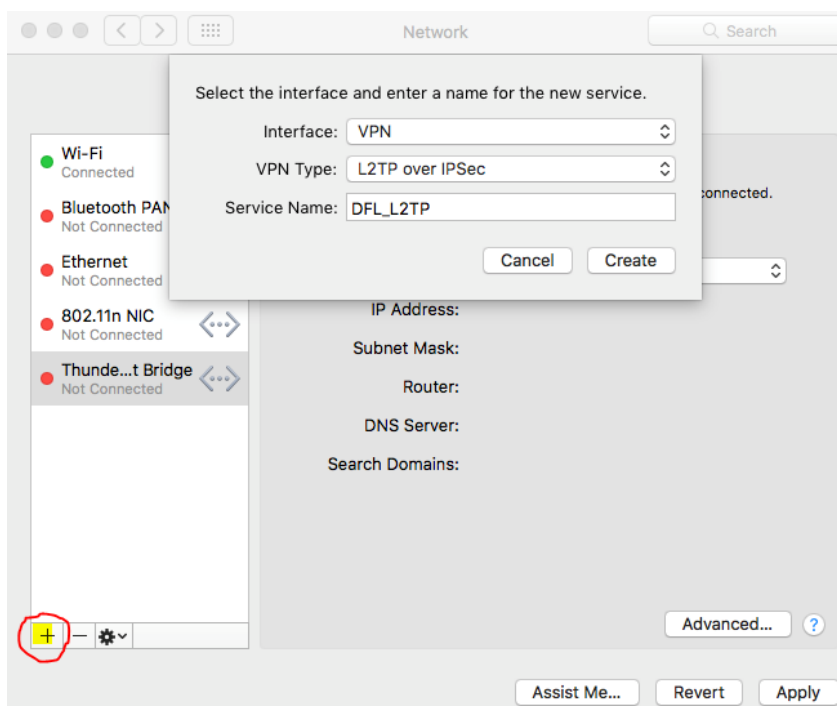 Network
Search
Select the interface and enter a name for the new service.
Interface: VPN
VPN Type: L2TP over IPSec
Service Name: DFL_L2TP
Cancel Create
Wi-Fi
Connected
Bluetooth PAN
Not Connected
Ethernet
Not Connected
802.11n NIC
Not Connected
Thunde...t Bridge
Not Connected
connected.
IP Address:
Subnet Mask:
Router:
DNS Server:
Search Domains:
Advanced... ?
Assist Me... Revert Apply